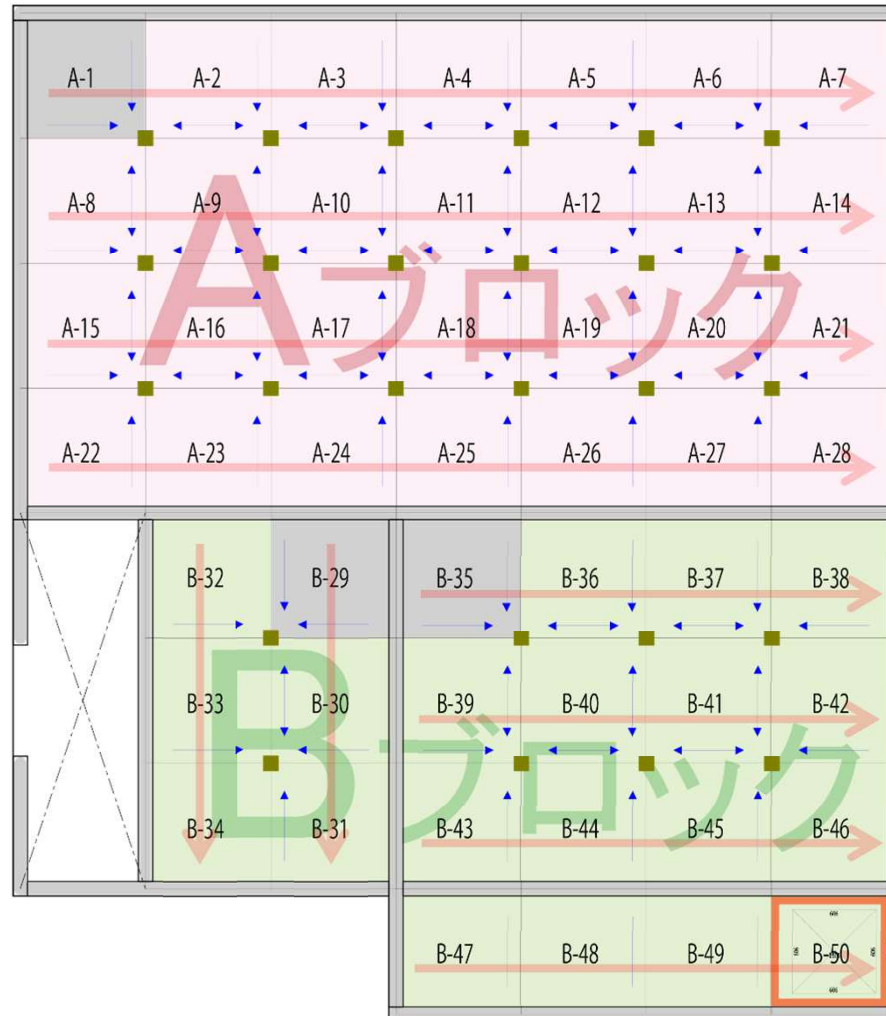 A-1 A-2 A-3 A-4 A-5 A-6 A-7
A-8 A-9 A-10 A-11 A-12 A-13 A-14
Aブロック
A-15 A-16 A-17 A-18 A-19 A-20 A-21
A-22 A-23 A-24 A-25 A-26 A-27 A-28
B-32 B-29 B-35 B-36 B-37 B-38
B-33 B-30 B-39 B-40 B-41 B-42
Bブロック
B-34 B-31 B-43 B-44 B-45 B-46
B-47 B-48 B-49 B-50